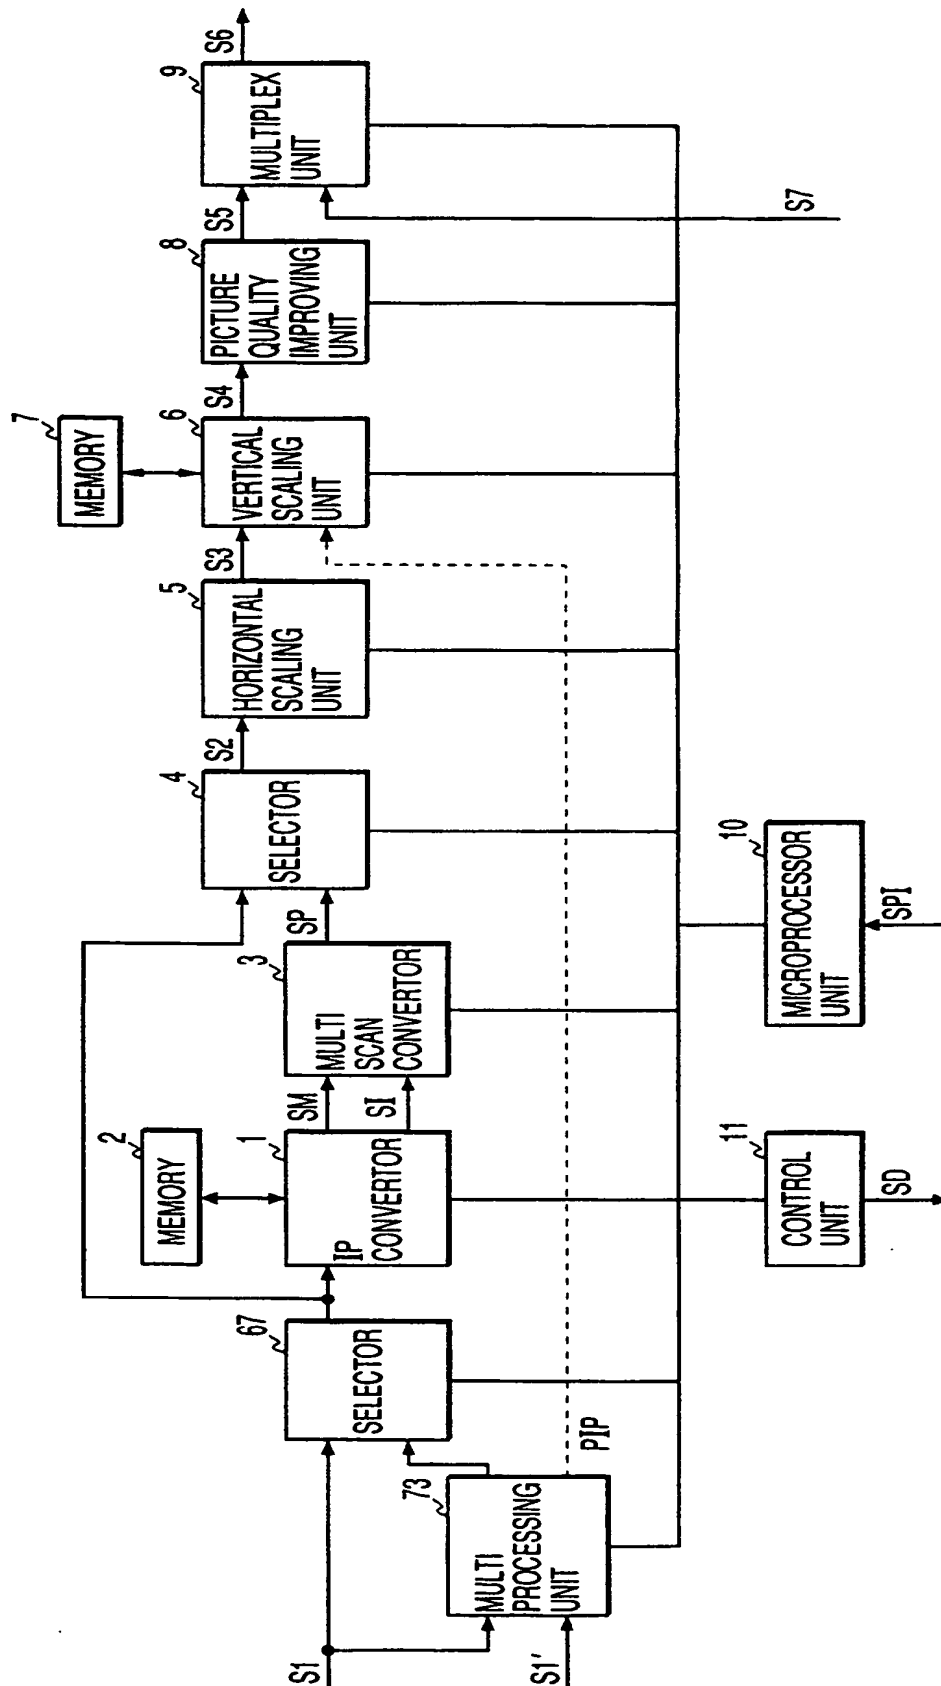 S1
S1'
73
MULTI
PROCESSING
UNIT
PIP
67
SELECTOR
2
MEMORY
1
IP
CONVERTOR
SM
SI
3
MULTI
SCAN
CONVERTOR
SP
4
SELECTOR
S2
5
HORIZONTAL
SCALING
UNIT
S3
7
MEMORY
6
VERTICAL
SCALING
UNIT
S4
8
PICTURE
QUALITY
IMPROVING
UNIT
S5
9
MULTIPLEX
UNIT
S6
S7
11
CONTROL
UNIT
SD
10
MICROPROCESSOR
UNIT
SPI